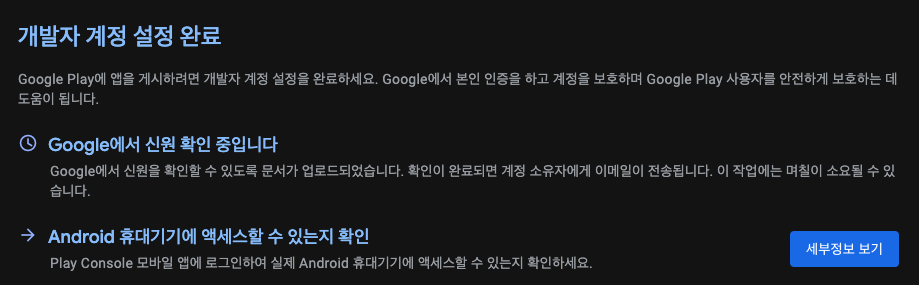 개발자 계정 설정 완료
Google Play에 앱을 게시하려면 개발자 계정 설정을 완료하세요. Google에서 본인 인증을 하고 계정을 보호하며 Google Play 사용자를 안전하게 보호하는 데
도움이 됩니다.
Google에서 신원 확인 중입니다
Google에서 신원을 확인할 수 있도록 문서가 업로드되었습니다. 확인이 완료되면 계정 소유자에게 이메일이 전송됩니다. 이 작업에는 며칠이 소요될 수 있
습니다.
Android 휴대기기에 액세스할 수 있는지 확인
Play Console 모바일 앱에 로그인하여 실제 Android 휴대기기에 액세스할 수 있는지 확인하세요.
세부정보 보기